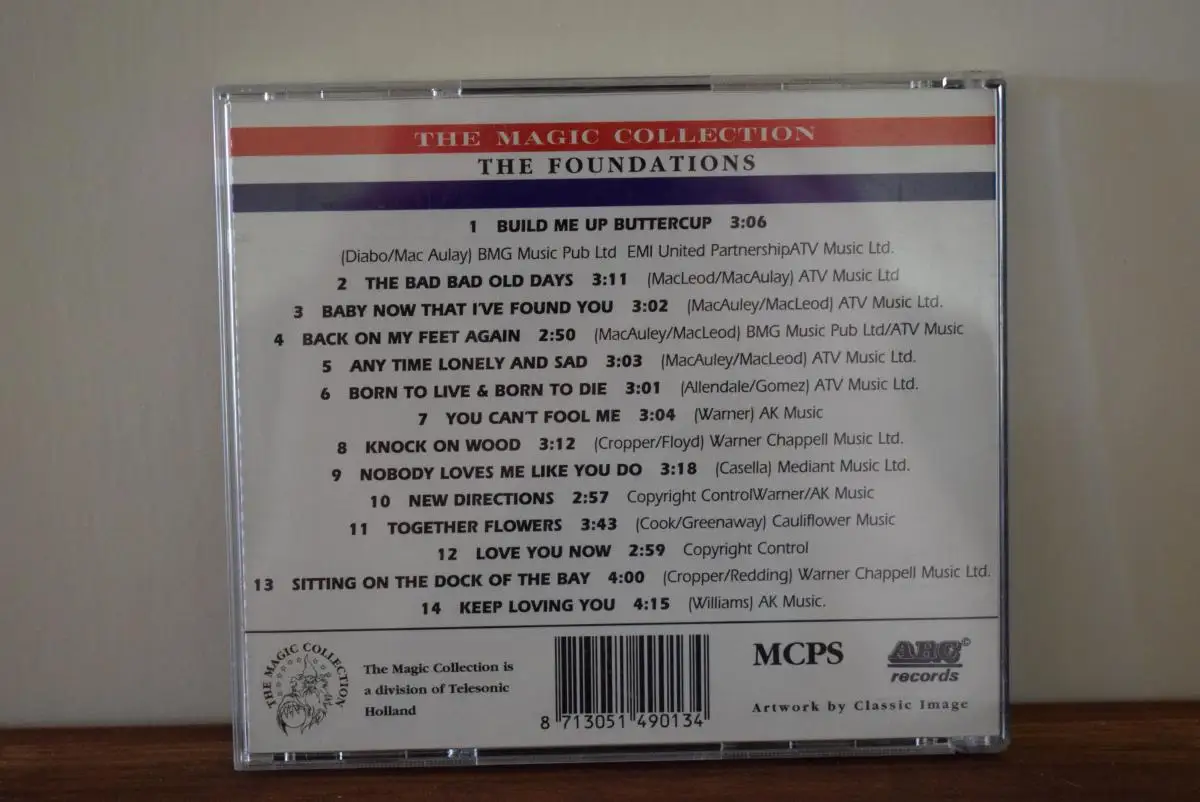 THE MAGIC COLLECTION
THE FOUNDATIONS
1 BUILD ME UP BUTTERCUP 3:06
(Diabo/Mac Aulay) BMG Music Pub Ltd EMI United PartnershipATV Music Ltd.
2 THE BAD BAD OLD DAYS 3:11 (MacLeod/MacAulay) ATV Music Ltd
3 BABY NOW THAT I'VE FOUND YOU 3:02 (MacAuley/MacLeod) ATV Music Ltd.
4 BACK ON MY FEET AGAIN 2:50 (MacAuley/MacLeod) BMG Music Pub Ltd/ATV Music
5 ANY TIME LONELY AND SAD 3:03 (MacAuley/MacLeod) ATV Music Ltd.
6 BORN TO LIVE & BORN TO DIE 3:01 (Allendale/Gomez) ATV Music Ltd.
7 YOU CAN'T FOOL ME 3:04 (Warner) AK Music
8 KNOCK ON WOOD 3:12 (Cropper/Floyd) Warner Chappell Music Ltd.
9 NOBODY LOVES ME LIKE YOU DO 3:18 (Casella) Mediant Music Ltd.
10 NEW DIRECTIONS 2:57 Copyright ControlWarner/AK Music
11 TOGETHER FLOWERS 3:43 (Cook/Greenaway) Cauliflower Music
12 LOVE YOU NOW 2:59 Copyright Control
13 SITTING ON THE DOCK OF THE BAY 4:00 (Cropper/Redding) Warner Chappell Music Ltd.
14 KEEP LOVING YOU 4:15 (Williams) AK Music.
THE MAGIC COLLECTION
The Magic Collection is
a division of Telesonic
Holland
8 713051 490134
MCPS
ARC©
records
Artwork by Classic Image